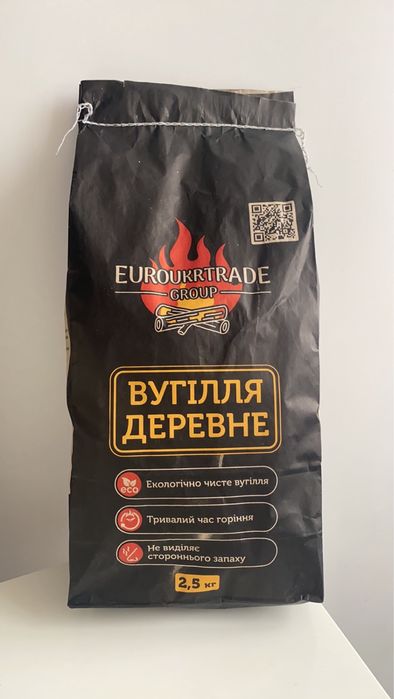 EUROUKRTRADE
GROUP
ВУГІЛЛЯ
ДЕРЕВНЕ
eco
Екологічно чисте вугілля
Тривалий час горіння
Не виділяє
стороннього запаху
2,5 кг